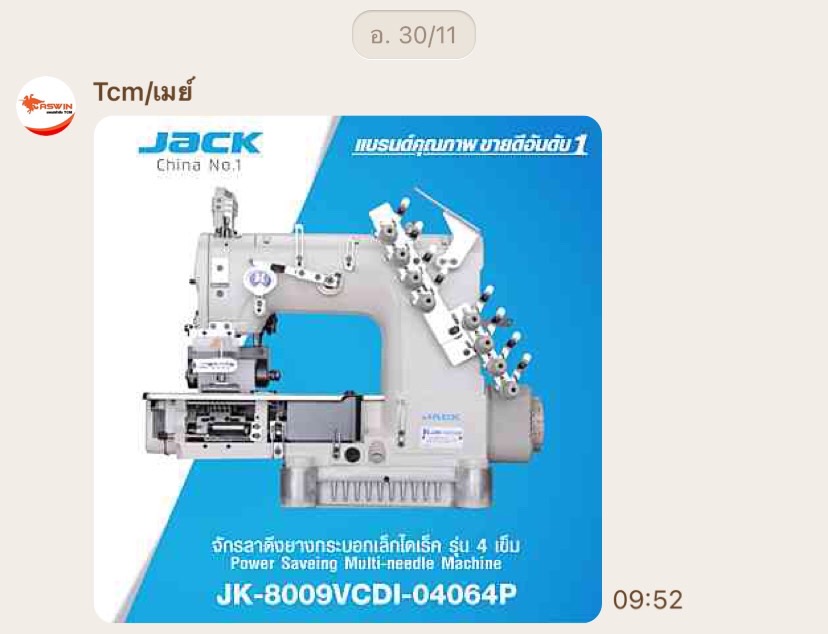 อ. 30/11
Tcm/เมย์
ASWIN
JACK
China No.1
แบรนด์คุณภาพ ขายดีอันดับ 1
JACK
จักรลาดึงยางกระบอกเล็กไดเร็ค รุ่น 4 เข็ม
Power Saveing Multi-needle Machine
JK-8009VCDI-04064P
09:52